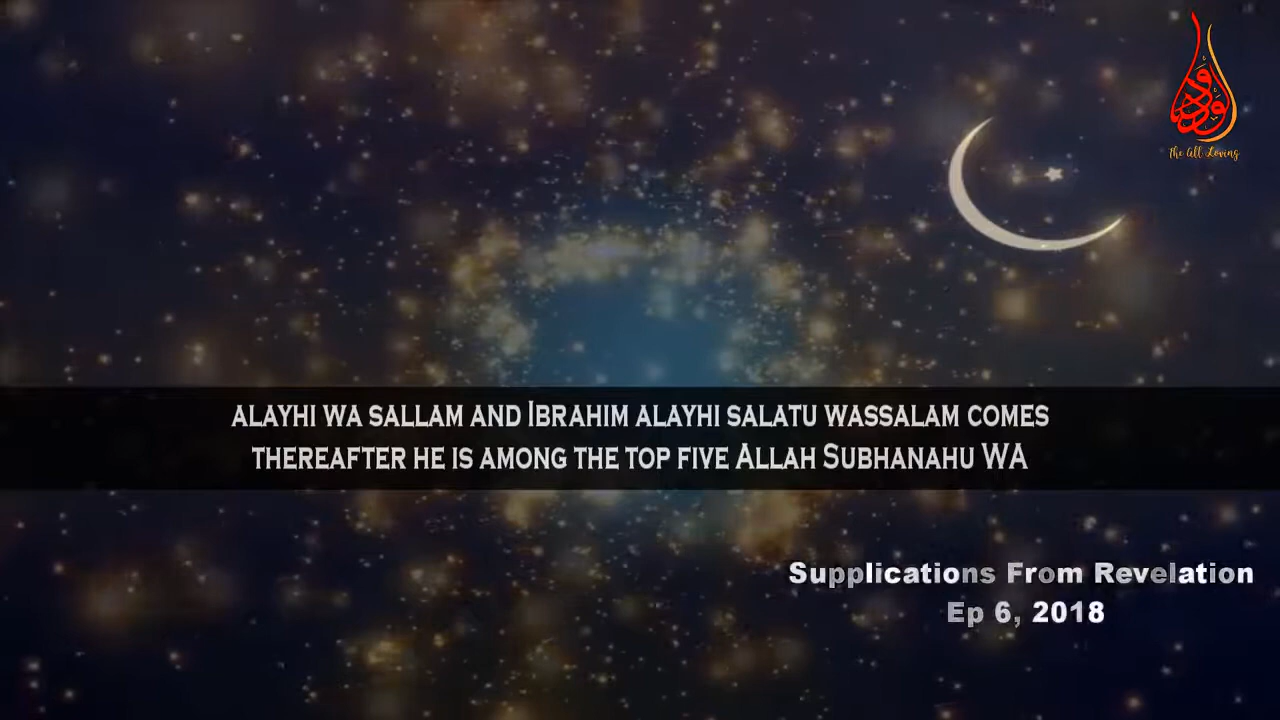 الودود
The All Loving
ALAYHI WA SALLAM AND IBRAHIM ALAYHI SALATU WASSALAM COMES
THEREAFTER HE IS AMONG THE TOP FIVE ALLAH SUBHANAHU WA
Supplications From Revelation
Ep 6, 2018